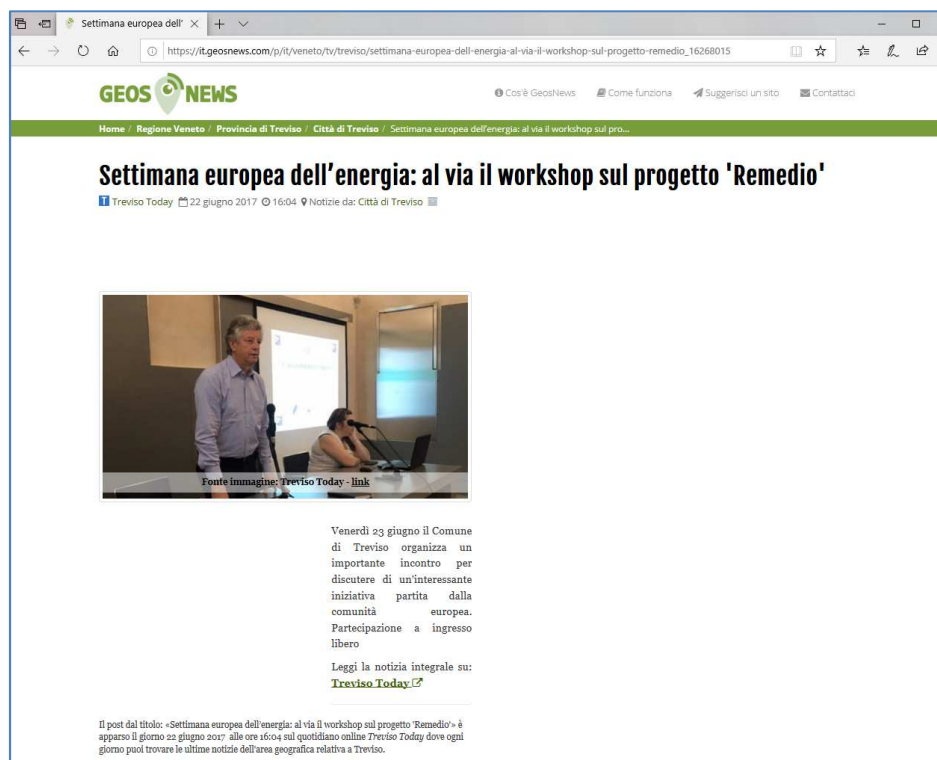 Settimana europea dell'
https://it.geosnews.com/p/it/veneto/tv/treviso/settimana-europea-dell-energia-al-via-il-workshop-sul-progetto-remedio_16268015
GEOS NEWS
Cos'è GeosNews Come funziona Suggerisci un sito Contattaci
Home / Regione Veneto / Provincia di Treviso / Città di Treviso / Settimana europea dell'energia: al via il workshop sul pro...
Settimana europea dell'energia: al via il workshop sul progetto 'Remedio'
T Treviso Today 22 giugno 2017 16:04 Notizie da: Città di Treviso
Fonte immagine: Treviso Today - link
Venerdì 23 giugno il Comune
di Treviso organizza un
importante incontro per
discutere di un'interessante
iniziativa partita dalla
comunità europea.
Partecipazione a ingresso
libero
Leggi la notizia integrale su:
Treviso Today
Il post dal titolo: «Settimana europea dell'energia: al via il workshop sul progetto 'Remedio'» è
apparso il giorno 22 giugno 2017 alle ore 16:04 sul quotidiano online Treviso Today dove ogni
giorno puoi trovare le ultime notizie dell'area geografica relativa a Treviso.